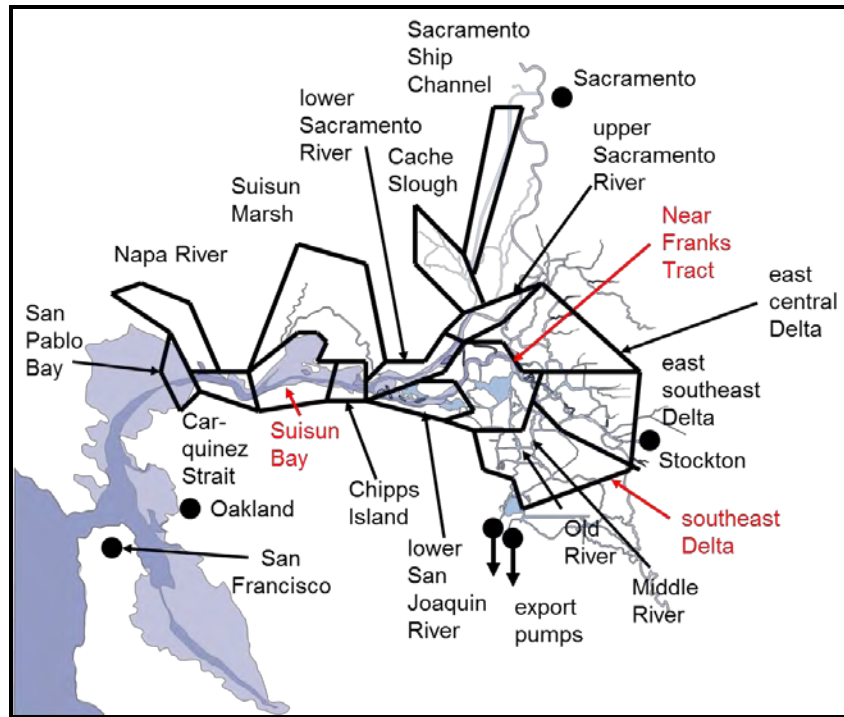 Sacramento
Ship
Channel
Sacramento
lower
Sacramento
River
upper
Sacramento
River
Cache
Slough
Suisun
Marsh
Near
Franks
Tract
Napa River
east
central
Delta
San
Pablo
Bay
east
southeast
Delta
Car-
quinez
Strait
Suisun
Bay
Stockton
Chipps
Island
Oakland
Old
River
southeast
Delta
San
Francisco
lower
San
Joaquin
River
Middle
River
export
pumps